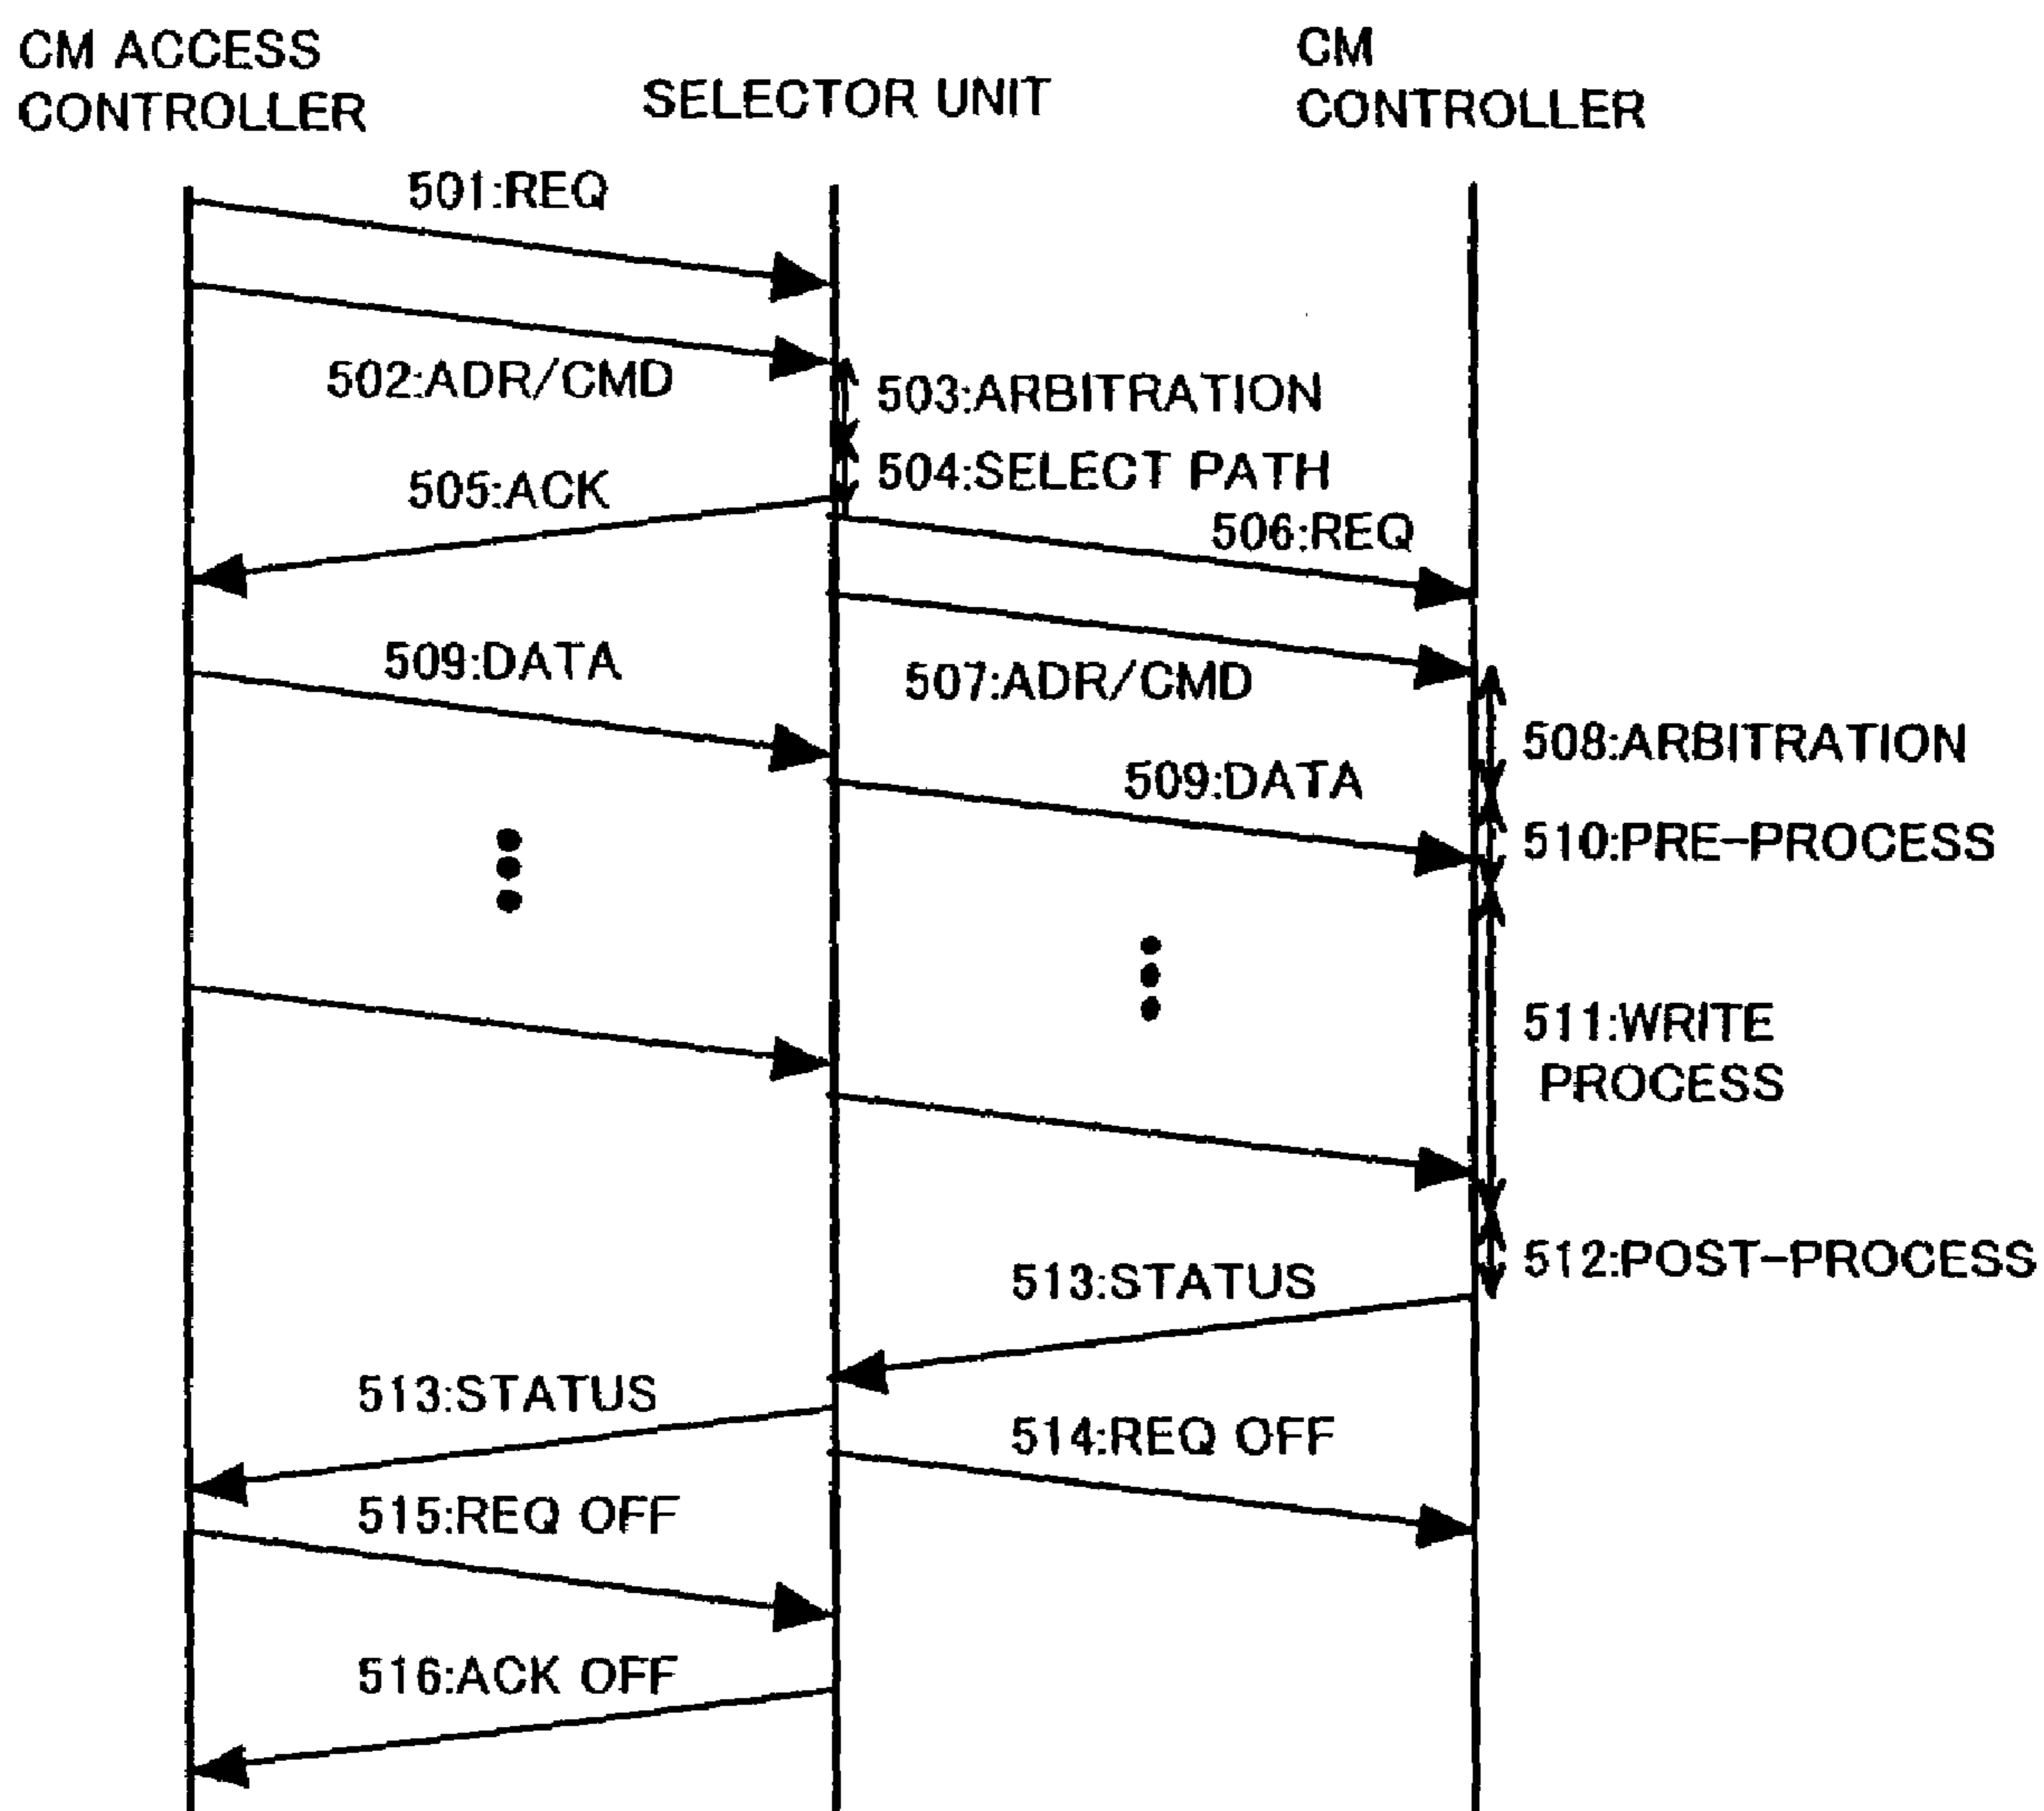 CM ACCESS
CONTROLLER
SELECTOR UNIT
CM
CONTROLLER
501:REQ
502:ADR/CMD
503:ARBITRATION
504:SELECT PATH
505:ACK
506:REQ
509:DATA
507:ADR/CMD
508:ARBITRATION
509:DATA
510:PRE-PROCESS
511:WRITE
PROCESS
512:POST-PROCESS
513:STATUS
513:STATUS
514:REQ OFF
515:REQ OFF
516:ACK OFF